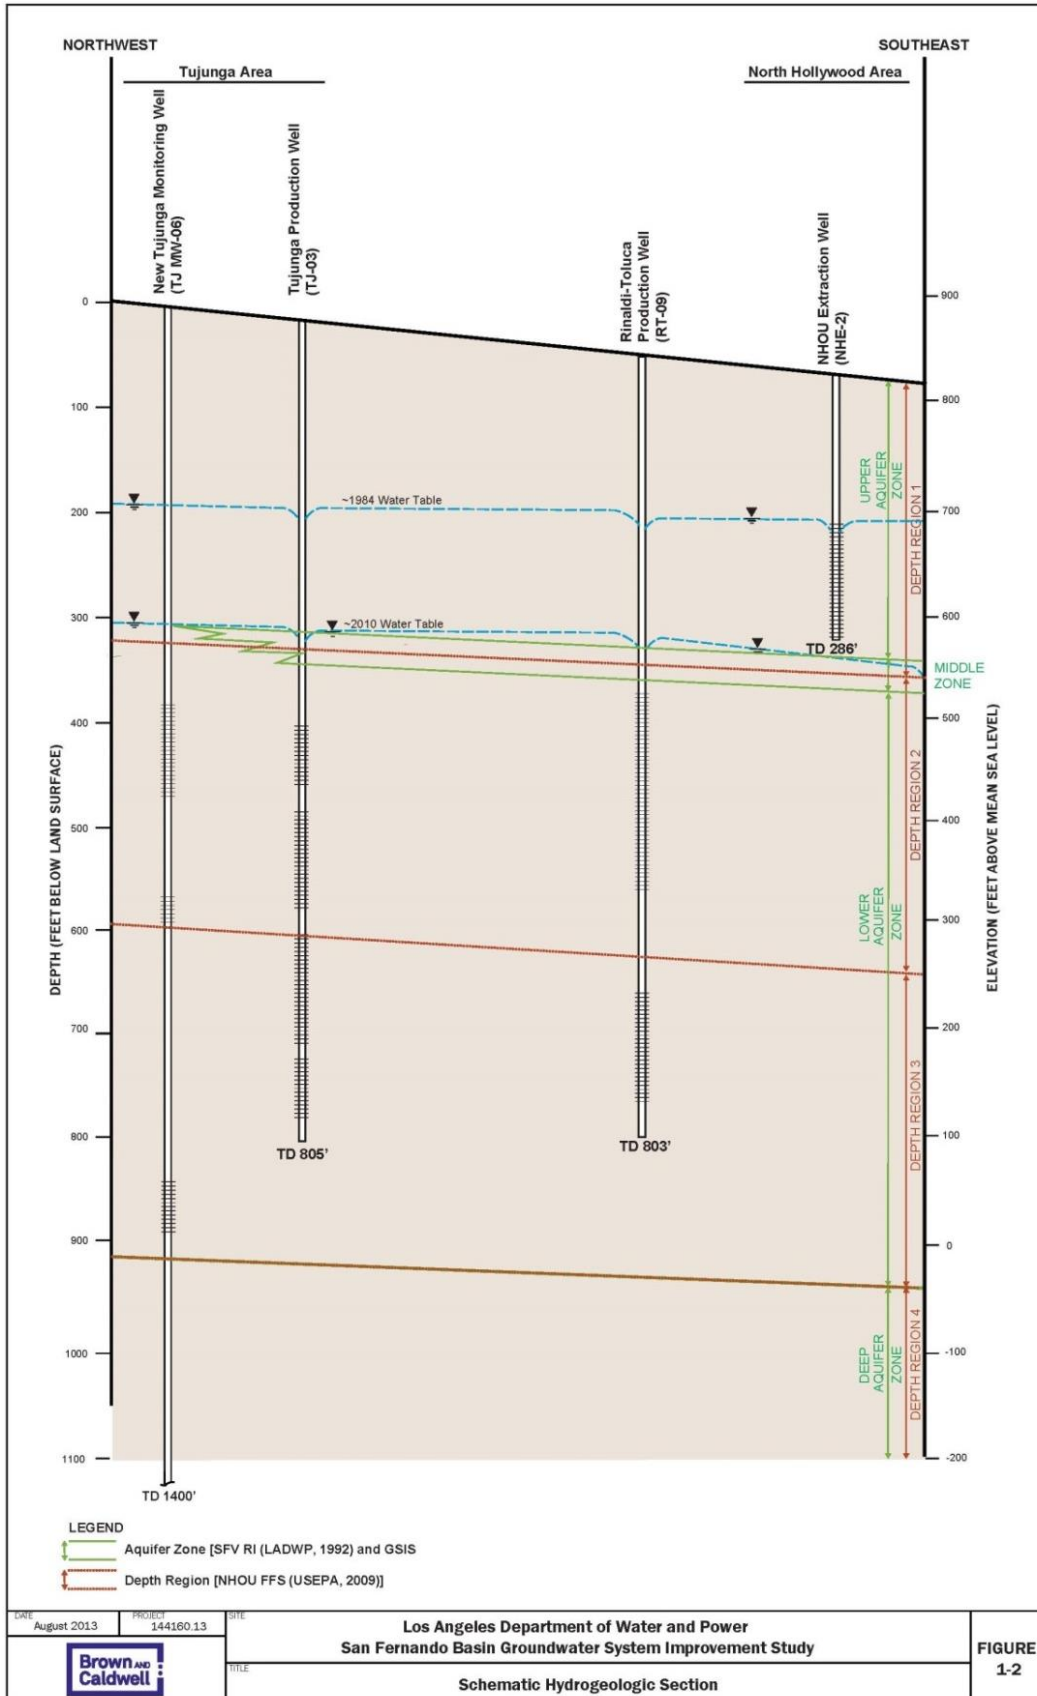 NORTHWEST
SOUTHEAST
Tujunga Area
North Hollywood Area
New Tujunga Monitoring Well
(TJ MW-06)
Tujunga Production Well
(TJ-03)
Rinaldi-Toluca
Production Well
(RT-09)
NHOU Extraction Well
(NHE-2)
0
100
200
300
400
500
600
700
800
900
1000
1100
DEPTH (FEET BELOW LAND SURFACE)
900
800
700
600
500
400
300
200
100
0
-100
-200
ELEVATION (FEET ABOVE MEAN SEA LEVEL)
~1984 Water Table
~2010 Water Table
TD 286'
TD 805'
TD 803'
TD 1400'
UPPER
AQUIFER
ZONE
DEPTH REGION 1
MIDDLE
ZONE
DEPTH REGION 2
LOWER
AQUIFER
ZONE
DEPTH REGION 3
DEEP
AQUIFER
ZONE
DEPTH REGION 4
LEGEND
Aquifer Zone [SFV RI (LADWP, 1992) and GSIS
Depth Region [NHOU FFS (USEPA, 2009)]
DATE
August 2013
PROJECT
144160.13
SITE
Los Angeles Department of Water and Power
San Fernando Basin Groundwater System Improvement Study
TITLE
Schematic Hydrogeologic Section
FIGURE
1-2
Brown AND
Caldwell